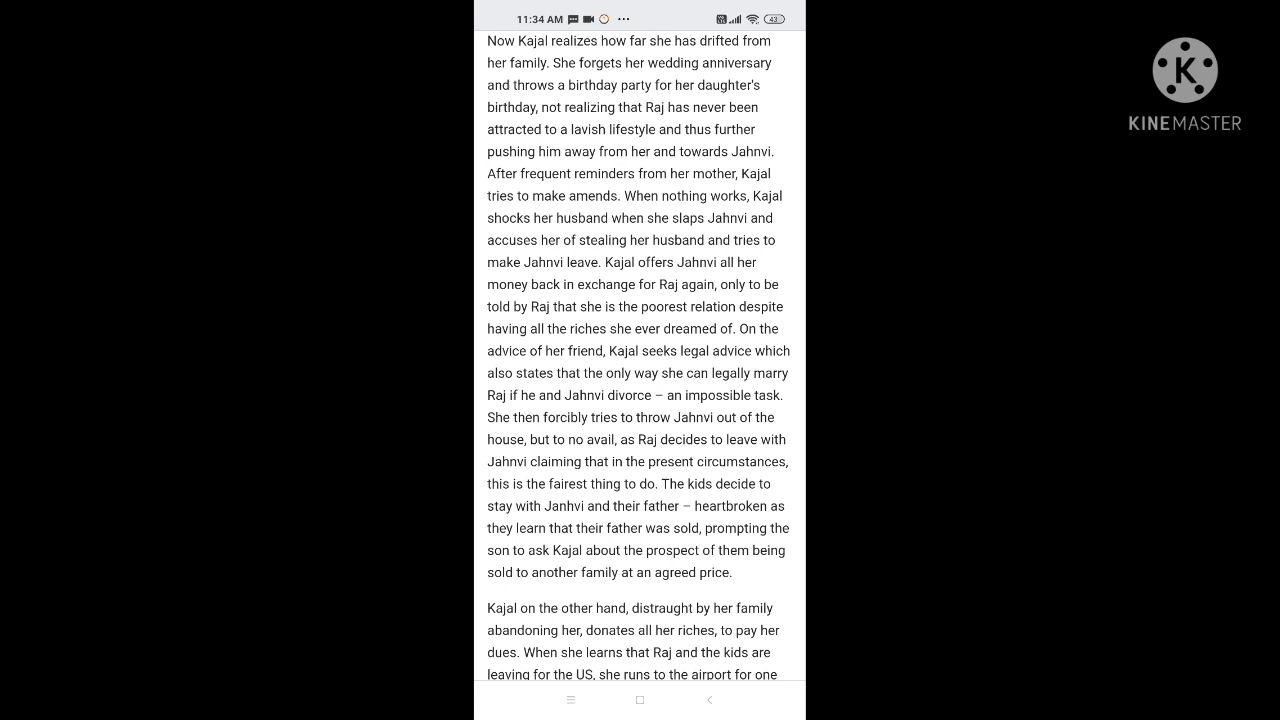 11:34 AM
43
Now Kajal realizes how far she has drifted from
her family. She forgets her wedding anniversary
and throws a birthday party for her daughter's
birthday, not realizing that Raj has never been
attracted to a lavish lifestyle and thus further
pushing him away from her and towards Jahnvi.
After frequent reminders from her mother, Kajal
tries to make amends. When nothing works, Kajal
shocks her husband when she slaps Jahnvi and
accuses her of stealing her husband and tries to
make Jahnvi leave. Kajal offers Jahnvi all her
money back in exchange for Raj again, only to be
told by Raj that she is the poorest relation despite
having all the riches she ever dreamed of. On the
advice of her friend, Kajal seeks legal advice which
also states that the only way she can legally marry
Raj if he and Jahnvi divorce – an impossible task.
She then forcibly tries to throw Jahnvi out of the
house, but to no avail, as Raj decides to leave with
Jahnvi claiming that in the present circumstances,
this is the fairest thing to do. The kids decide to
stay with Janhvi and their father – heartbroken as
they learn that their father was sold, prompting the
son to ask Kajal about the prospect of them being
sold to another family at an agreed price.
Kajal on the other hand, distraught by her family
abandoning her, donates all her riches, to pay her
dues. When she learns that Raj and the kids are
leaving for the US, she runs to the airport for one
K
KINEMASTER